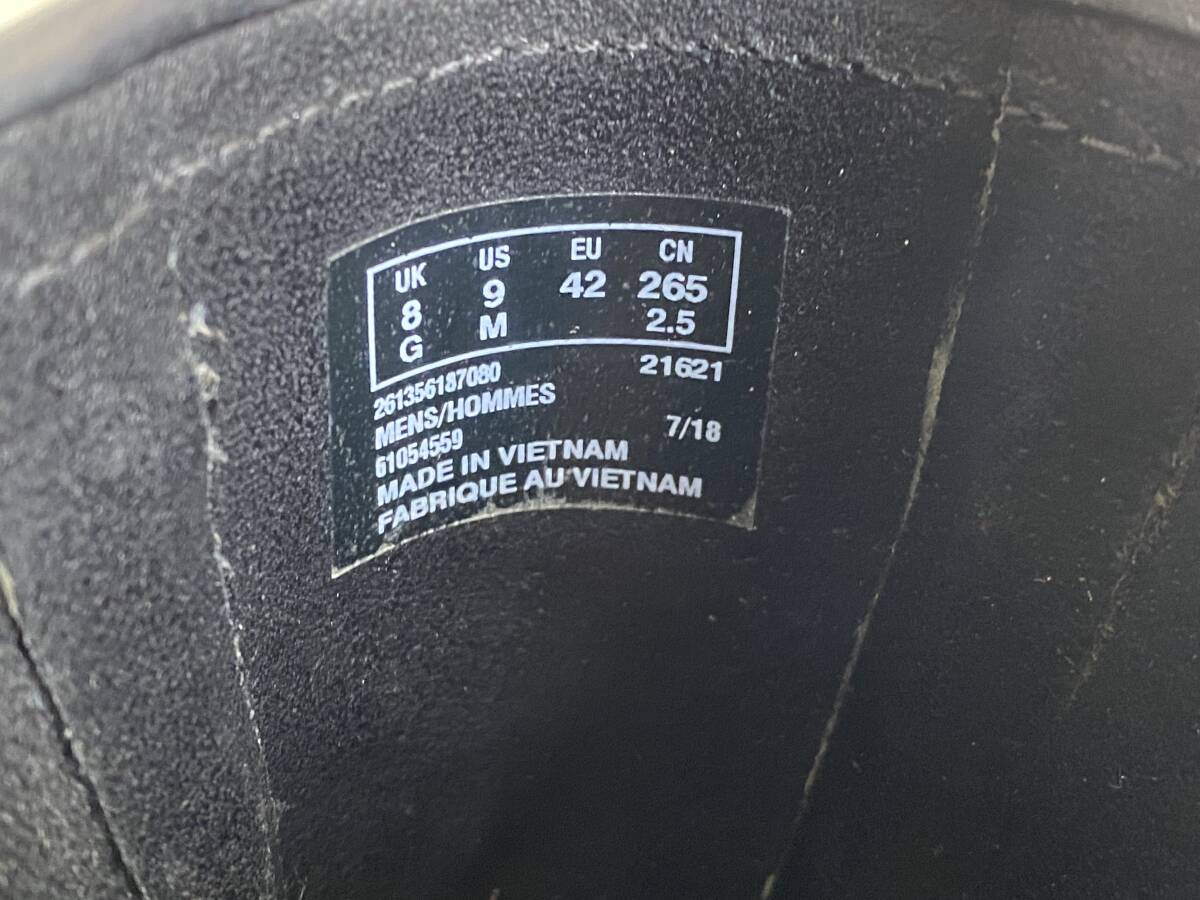 UK US EU CN
8 9 42 265
G M 2.5
261356187080 21621
MENS/HOMMES
61054559 7/18
MADE IN VIETNAM
FABRIQUE AU VIETNAM